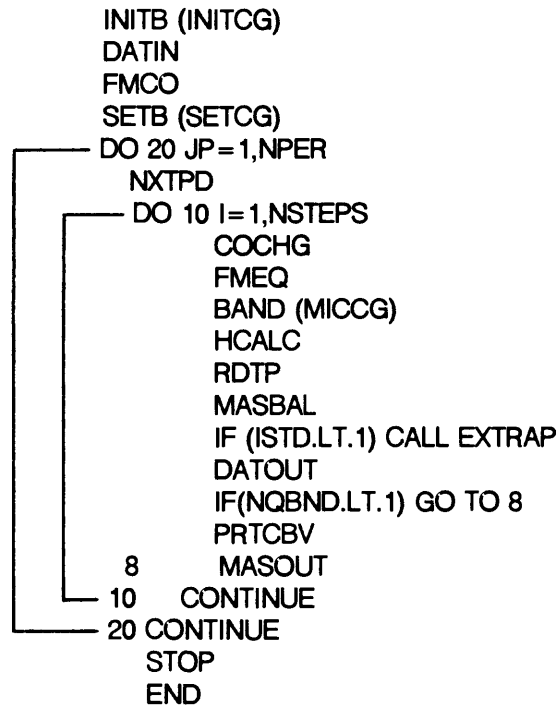 INITB (INITCG)
DATIN
FMCO
SETB (SETCG)
DO 20 JP=1,NPER
NXTPD
DO 10 I=1,NSTEPS
COCHG
FMEQ
BAND (MICCG)
HCALC
RDTP
MASBAL
IF (ISTD.LT.1) CALL EXTRAP
DATOUT
IF(NQBND.LT.1) GO TO 8
PRTCBV
8 MASOUT
10 CONTINUE
20 CONTINUE
STOP
END